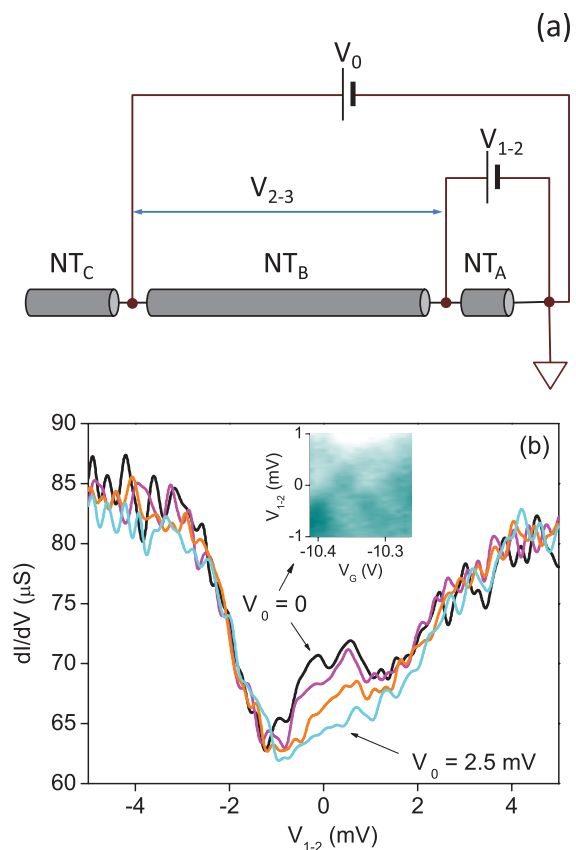 (a)
V0
V1-2
V2-3
NTC
NTB
NTA
90
85
80
75
70
65
60
dI/dV (μS)
(b)
1
0
-1
V1-2 (mV)
-10.4
-10.3
VG (V)
V0 = 0
V0 = 2.5 mV
-4
-2
0
2
4
V1-2 (mV)